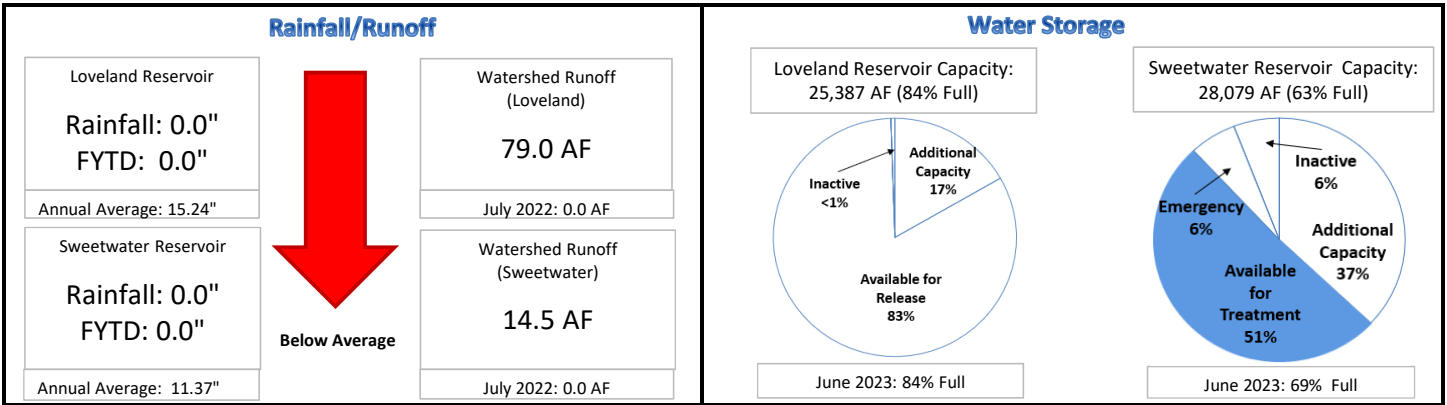 Rainfall/Runoff
Loveland Reservoir
Rainfall: 0.0"
FYTD: 0.0"
Annual Average: 15.24"
Sweetwater Reservoir
Rainfall: 0.0"
FYTD: 0.0"
Annual Average: 11.37"
Below Average
Watershed Runoff
(Loveland)
79.0 AF
July 2022: 0.0 AF
Watershed Runoff
(Sweetwater)
14.5 AF
July 2022: 0.0 AF
Water Storage
Loveland Reservoir Capacity:
25,387 AF (84% Full)
Inactive
<1%
Additional
Capacity
17%
Available for
Release
83%
June 2023: 84% Full
Sweetwater Reservoir Capacity:
28,079 AF (63% Full)
Inactive
6%
Emergency
6%
Additional
Capacity
37%
Available
for
Treatment
51%
June 2023: 69% Full